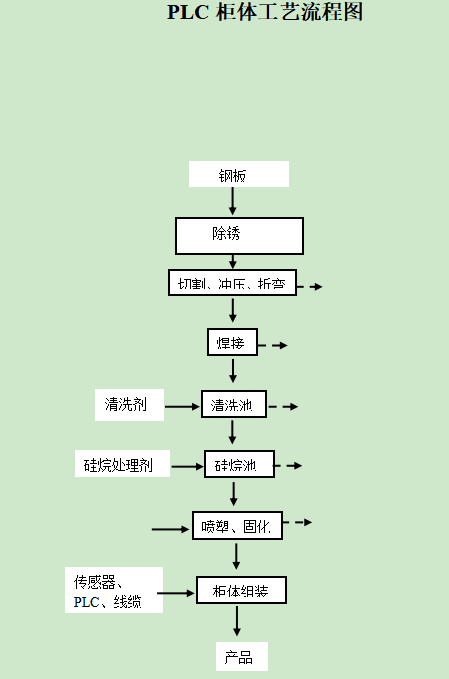 PLC 柜体工艺流程图
钢板
除锈
切割、冲压、折弯
焊接
清洗剂
清洗池
硅烷处理剂
硅烷池
喷塑、固化
传感器、
PLC、线缆
柜体组装
产品